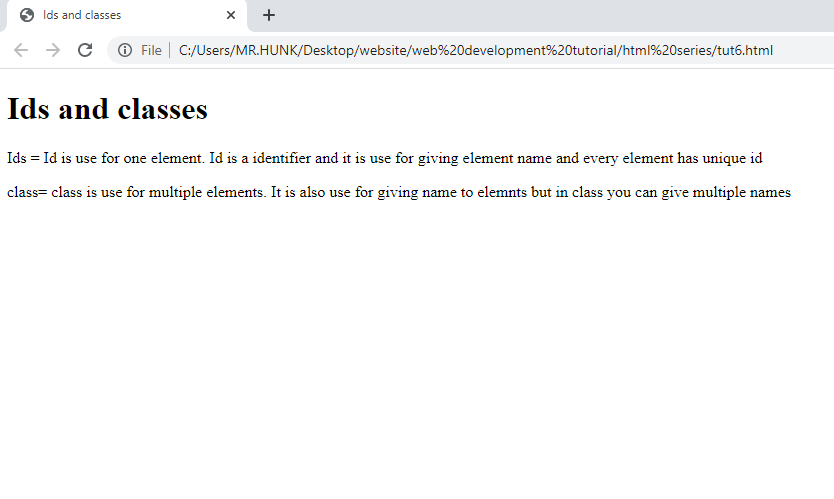 Ids and classes
File
C:/Users/MR.HUNK/Desktop/website/web%20development%20tutorial/html%20series/tut6.html
Ids and classes
Ids = Id is use for one element. Id is a identifier and it is use for giving element name and every element has unique id
class= class is use for multiple elements. It is also use for giving name to elemnts but in class you can give multiple names